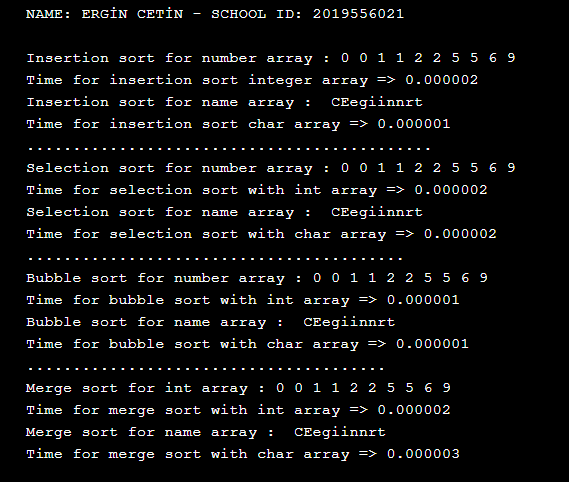 NAME: ERGİN CETİN - SCHOOL ID: 2019556021
Insertion sort for number array : 0 0 1 1 2 2 5 5 6 9
Time for insertion sort integer array => 0.000002
Insertion sort for name array :  CEegiinnrt
Time for insertion sort char array => 0.000001
............................................
Selection sort for number array : 0 0 1 1 2 2 5 5 6 9
Time for selection sort with int array => 0.000002
Selection sort for name array :  CEegiinnrt
Time for selection sort with char array => 0.000002
.........................................
Bubble sort for number array : 0 0 1 1 2 2 5 5 6 9
Time for bubble sort with int array => 0.000001
Bubble sort for name array :  CEegiinnrt
Time for bubble sort with char array => 0.000001
.......................................
Merge sort for int array : 0 0 1 1 2 2 5 5 6 9
Time for merge sort with int array => 0.000002
Merge sort for name array :  CEegiinnrt
Time for merge sort with char array => 0.000003